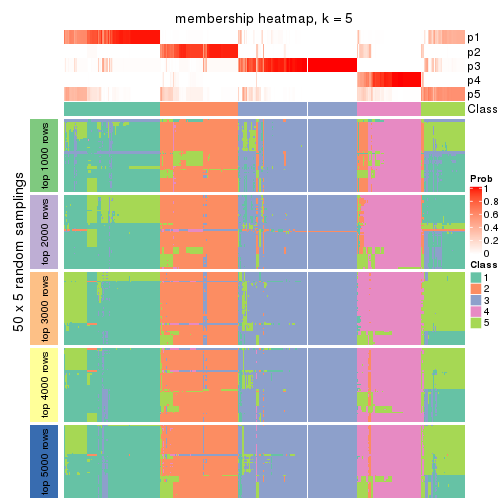 membership heatmap, k = 5
p1
p2
p3
p4
p5
Class
50 x 5 random samplings
top 1000 rows
top 2000 rows
top 3000 rows
top 4000 rows
top 5000 rows
Prob
1
0.8
0.6
0.4
0.2
0
Class
1
2
3
4
5